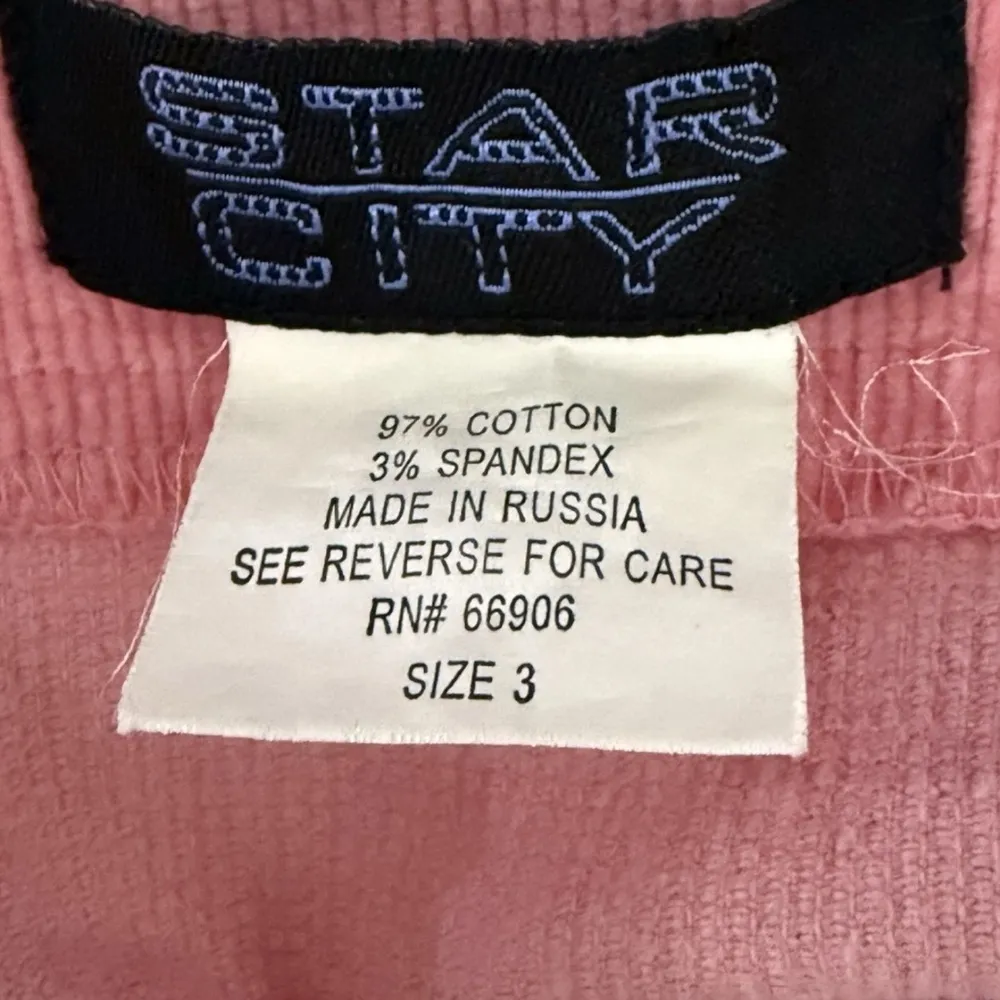 STAR
CITY
97% COTTON
3% SPANDEX
MADE IN RUSSIA
SEE REVERSE FOR CARE
RN# 66906
SIZE 3